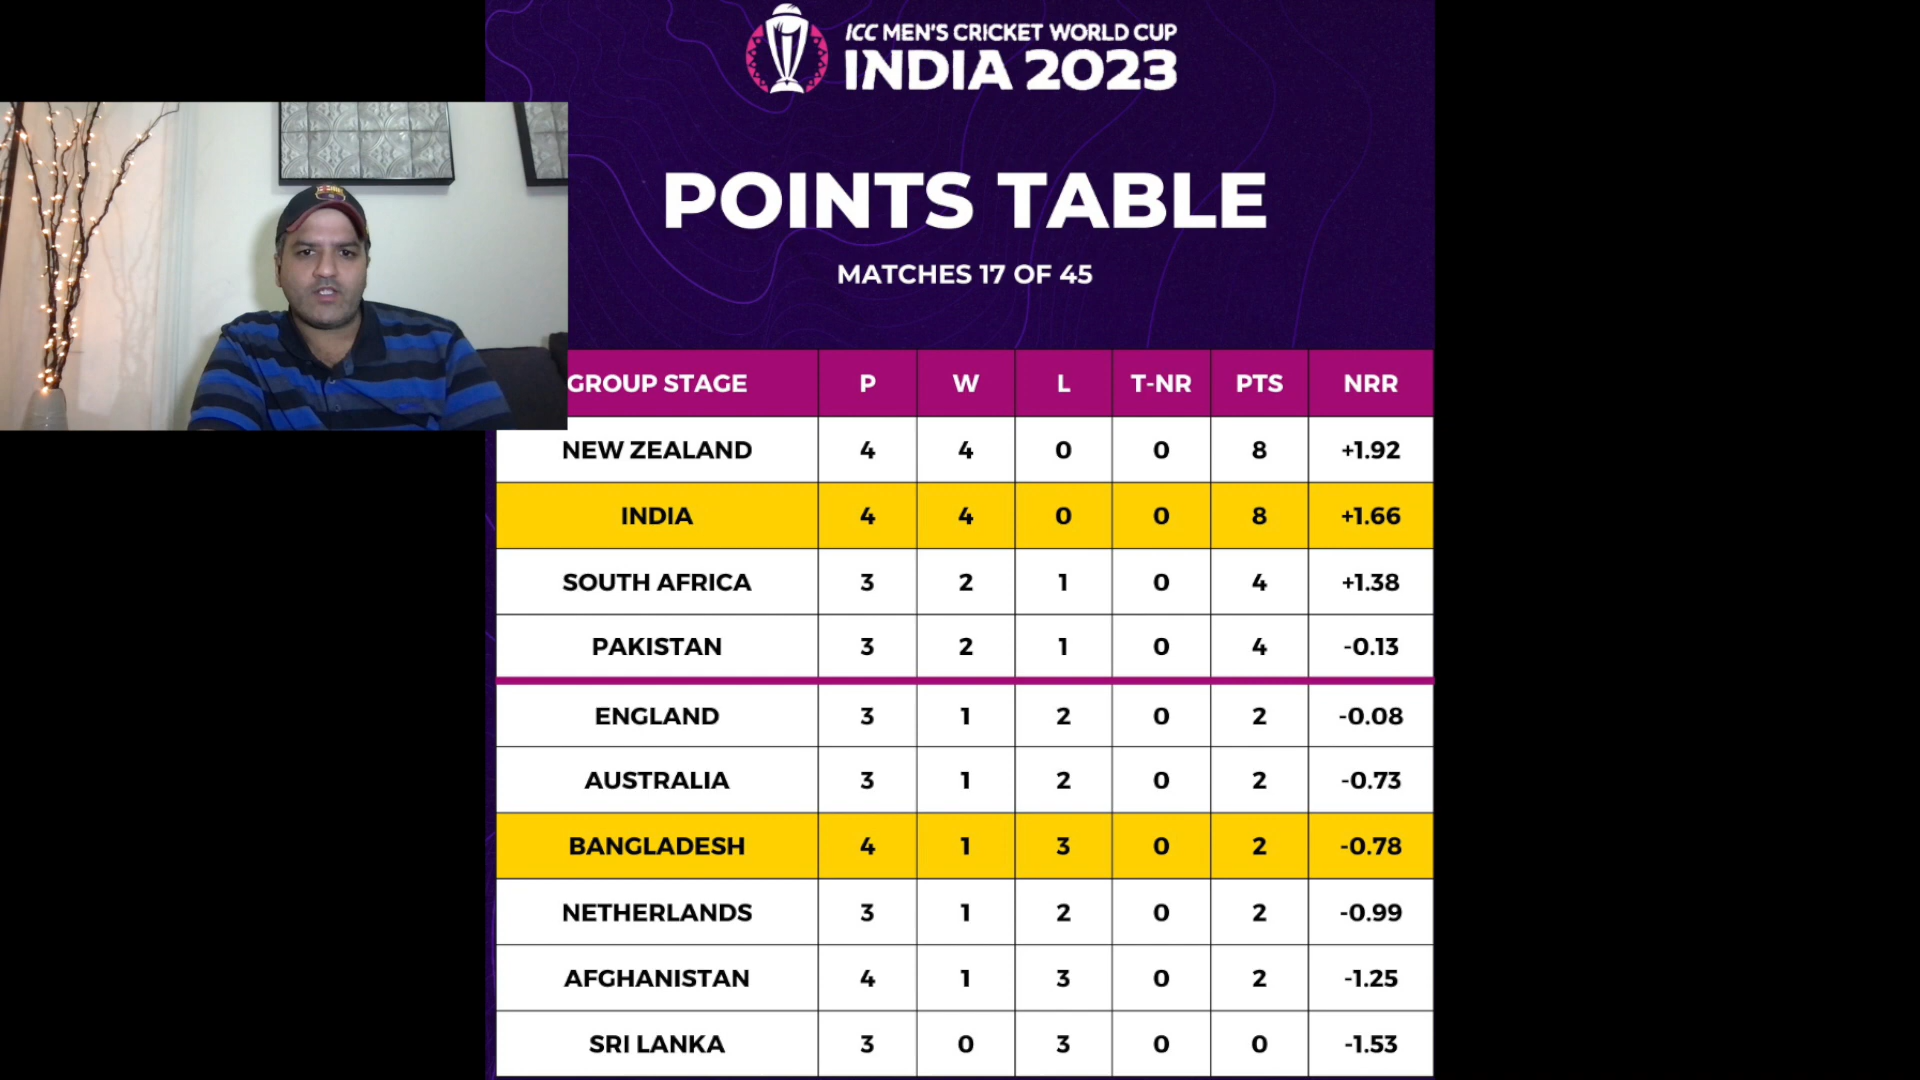 ICC MEN'S CRICKET WORLD CUP
INDIA 2023
POINTS TABLE
MATCHES 17 OF 45
GROUP STAGE P W L T-NR PTS NRR
NEW ZEALAND 4 4 0 0 8 +1.92
INDIA 4 4 0 0 8 +1.66
SOUTH AFRICA 3 2 1 0 4 +1.38
PAKISTAN 3 2 1 0 4 -0.13
ENGLAND 3 1 2 0 2 -0.08
AUSTRALIA 3 1 2 0 2 -0.73
BANGLADESH 4 1 3 0 2 -0.78
NETHERLANDS 3 1 2 0 2 -0.99
AFGHANISTAN 4 1 3 0 2 -1.25
SRI LANKA 3 0 3 0 0 -1.53